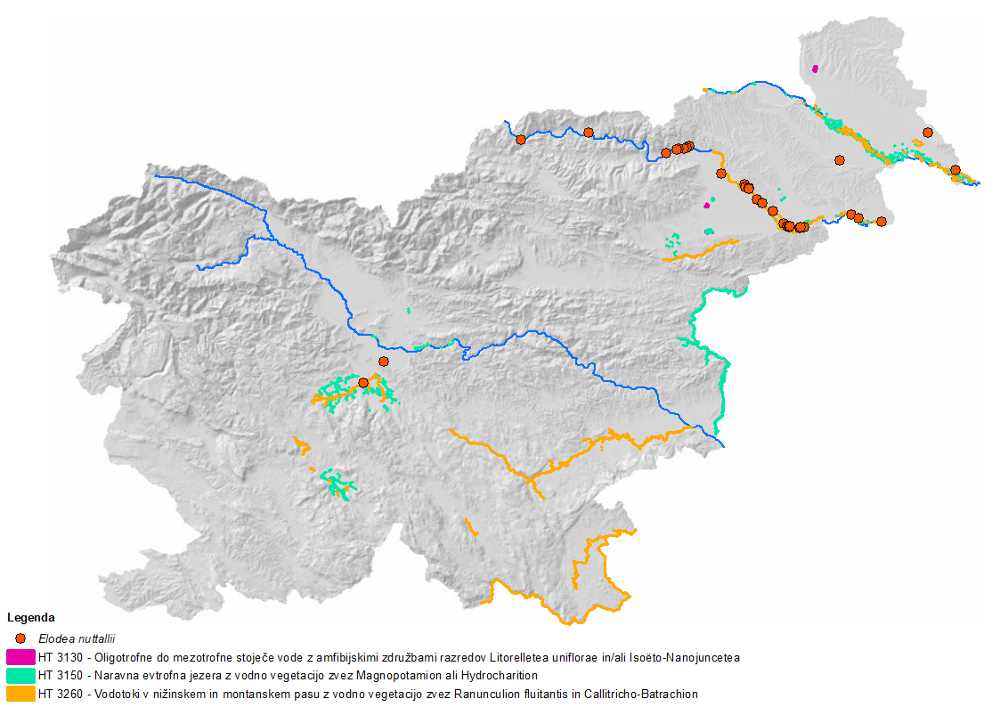 Legenda
Elodea nuttallii
HT 3130 - Oligotrofne do mezotrofne stoječe vode z amfibijskimi združbami razredov Litorelletea uniflorae in/ali Isoëto-Nanojuncetea
HT 3150 - Naravna evtrofna jezera z vodno vegetacijo zvez Magnopotamion ali Hydrocharition
HT 3260 - Vodotoki v nižinskem in montanskem pasu z vodno vegetacijo zvez Ranunculion fluitantis in Callitricho-Batrachion